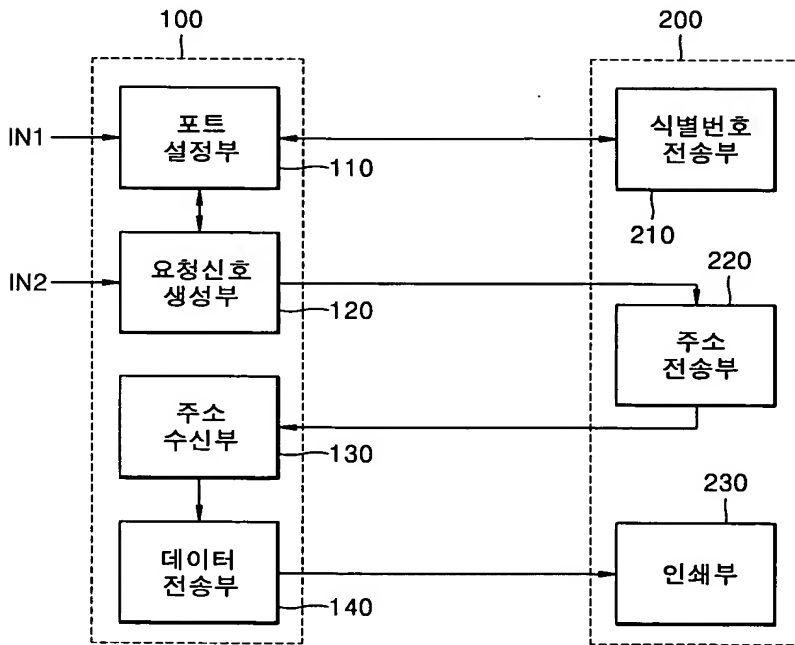 100
200
IN1
포트
설정부
110
식별번호
전송부
210
IN2
요청신호
생성부
120
220
주소
전송부
주소
수신부
130
230
데이터
전송부
140
인쇄부